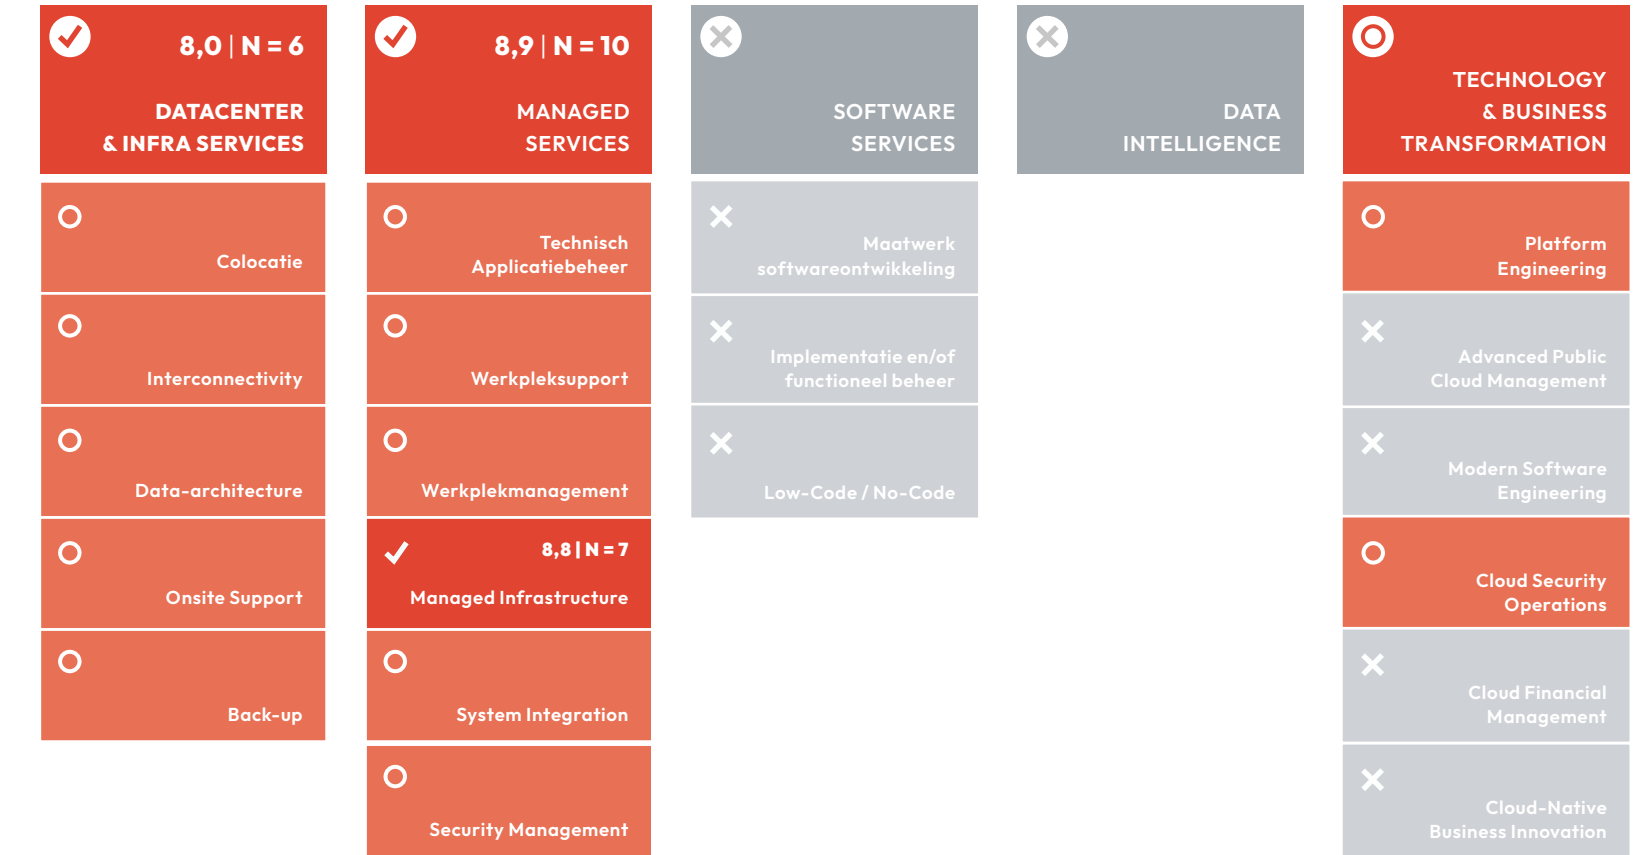 8,0 | N = 6
DATACENTER
& INFRA SERVICES
Colocatie
Interconnectivity
Data-architecture
Onsite Support
Back-up
8,9 | N = 10
MANAGED
SERVICES
Technisch
Applicatiebeheer
Werkpleksupport
Werkplekmanagement
8,8 | N = 7
Managed Infrastructure
System Integration
Security Management
SOFTWARE
SERVICES
Maatwerk
softwareontwikkeling
Implementatie en/of
functioneel beheer
Low-Code / No-Code
DATA
INTELLIGENCE
TECHNOLOGY
& BUSINESS
TRANSFORMATION
Platform
Engineering
Advanced Public
Cloud Management
Modern Software
Engineering
Cloud Security
Operations
Cloud Financial
Management
Cloud-Native
Business Innovation